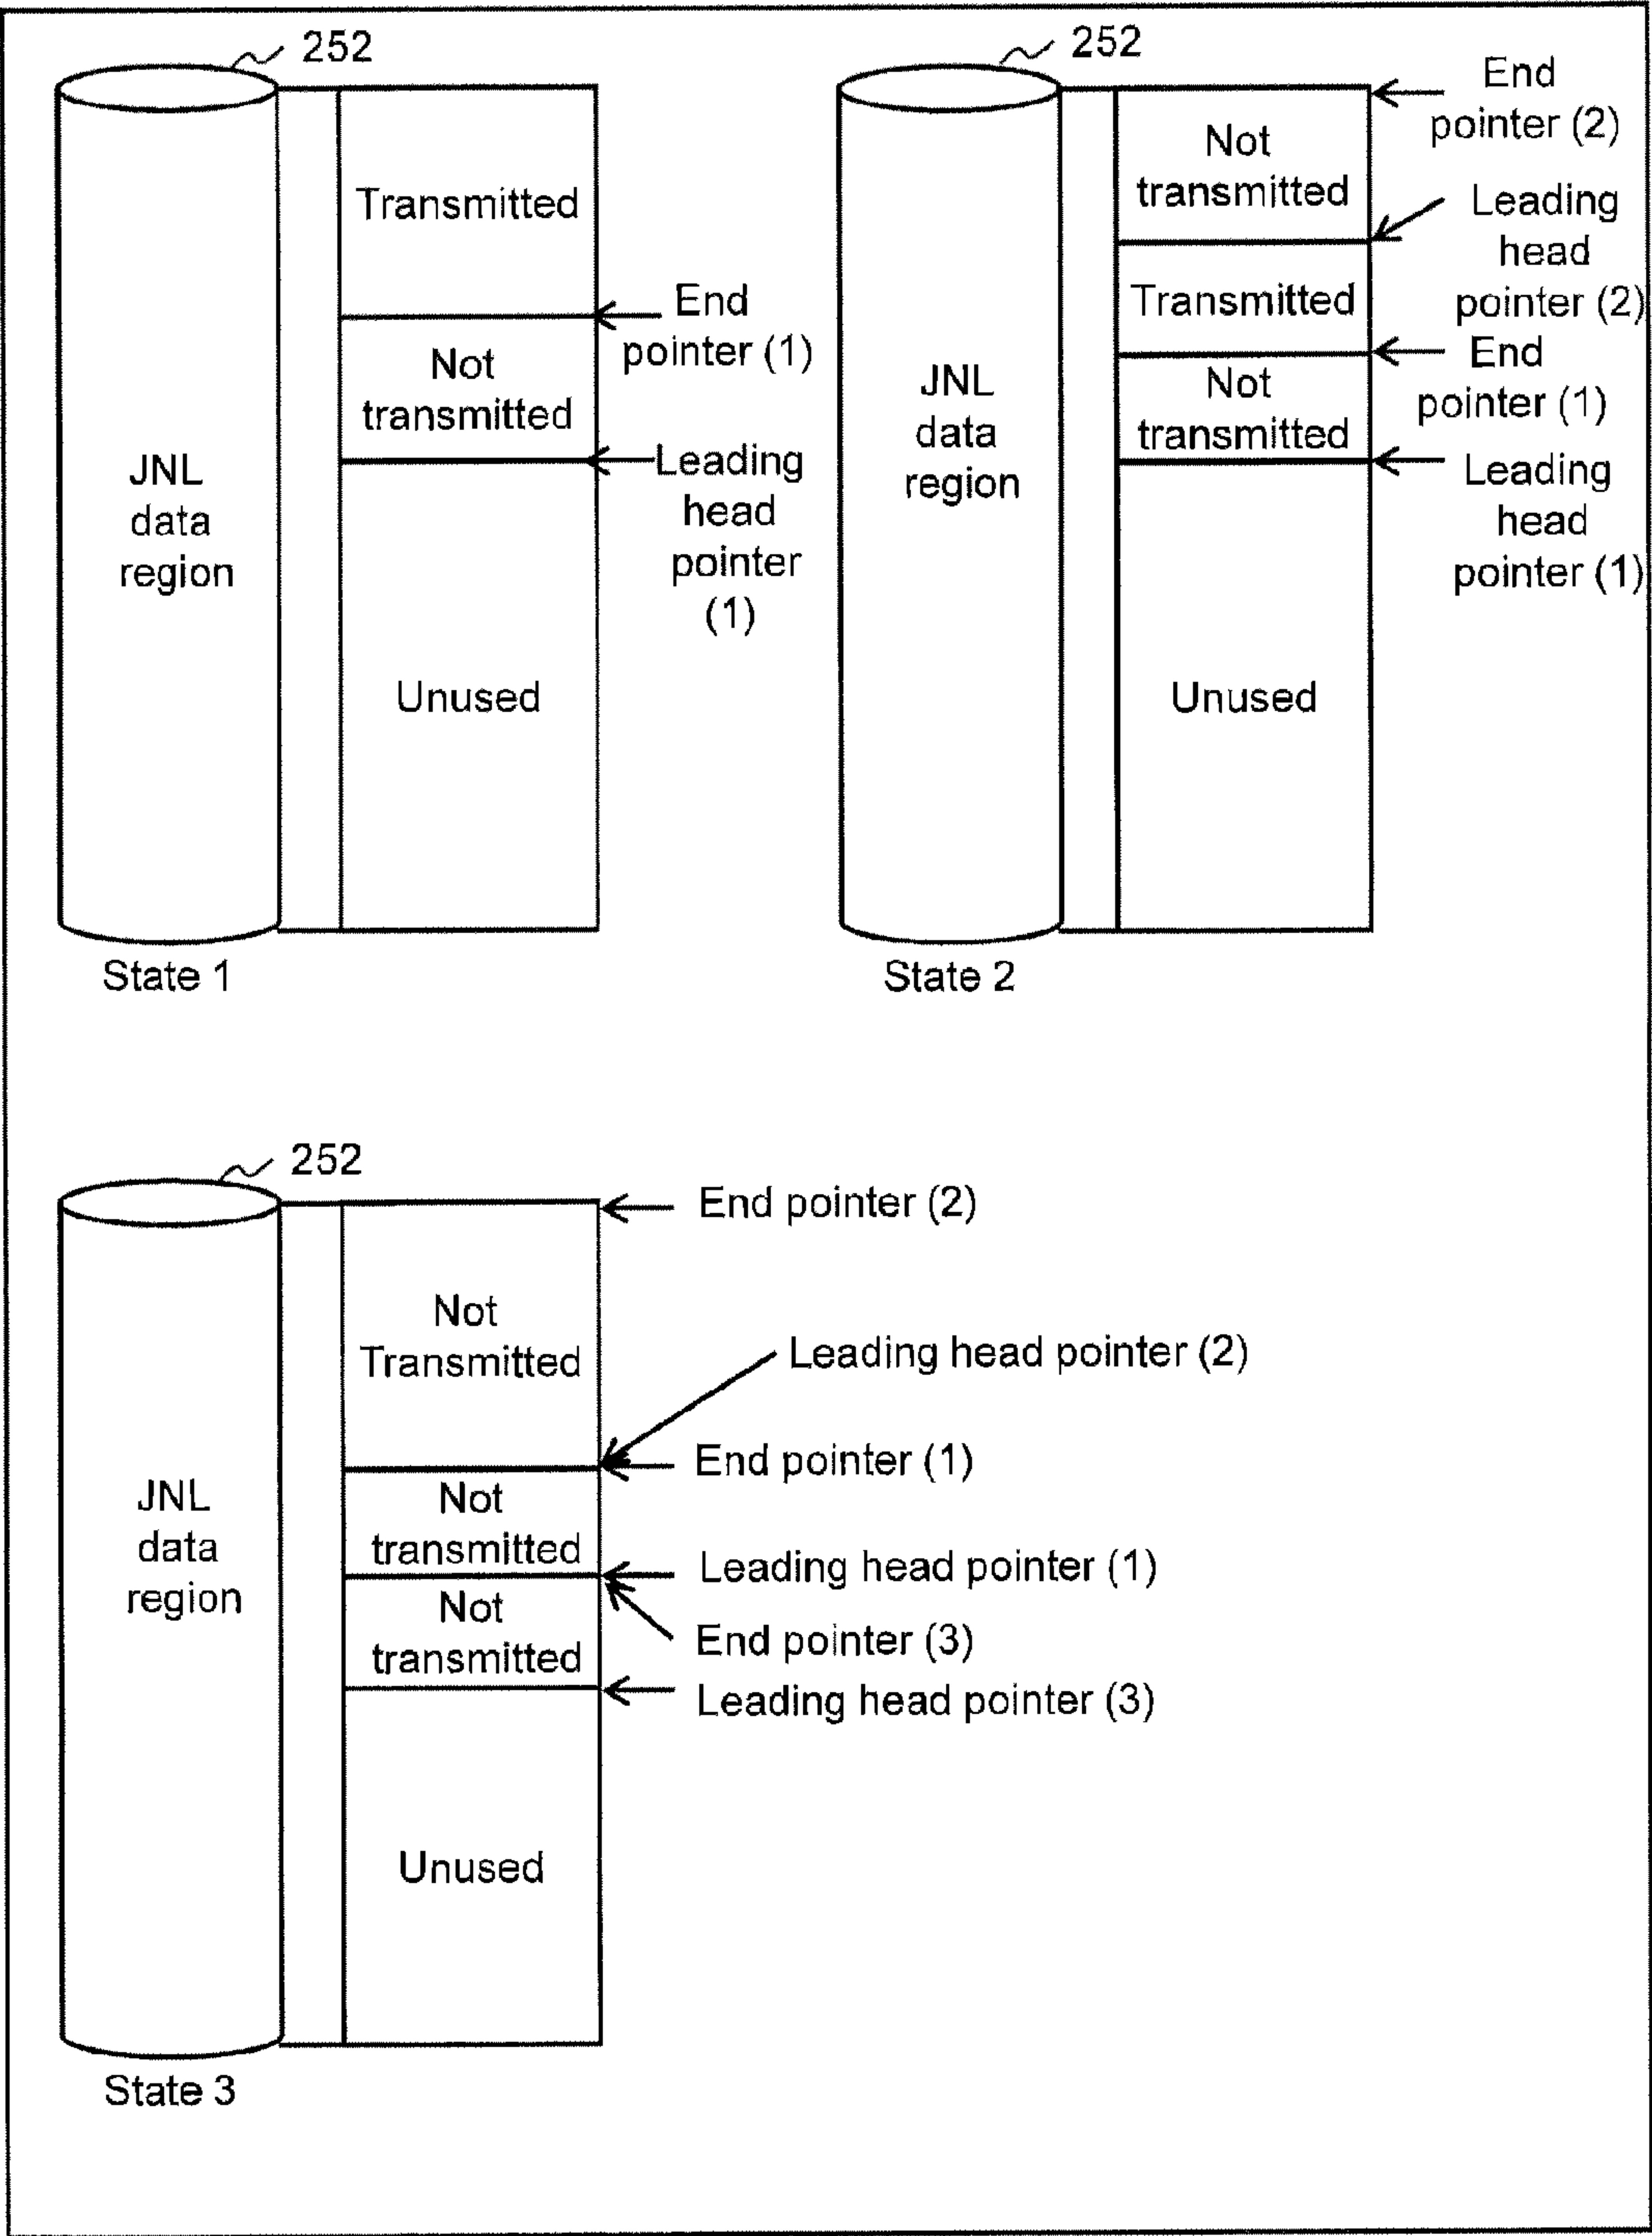 252
JNL
data
region
Transmitted
Not
transmitted
Unused
End
pointer (1)
Leading
head
pointer
(1)
State 1
252
JNL
data
region
Not
transmitted
Transmitted
Not
transmitted
Unused
End
pointer (2)
Leading
head
pointer (2)
End
pointer (1)
Leading
head
pointer (1)
State 2
252
JNL
data
region
Not
Transmitted
Not
transmitted
Not
transmitted
Unused
End pointer (2)
Leading head pointer (2)
End pointer (1)
Leading head pointer (1)
End pointer (3)
Leading head pointer (3)
State 3